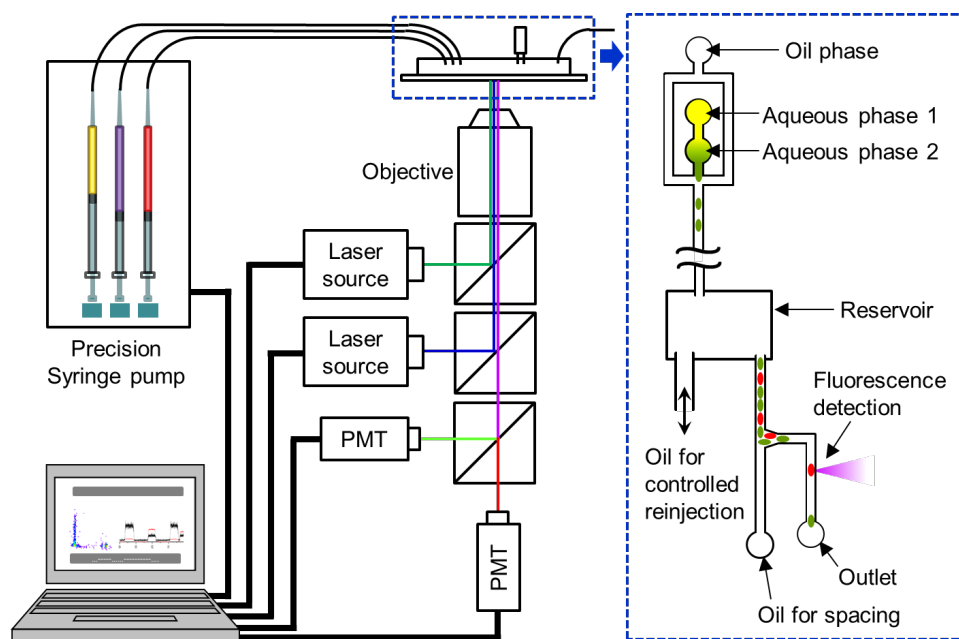 Precision
Syringe pump
Objective
Laser
source
Laser
source
PMT
PMT
Oil phase
Aqueous phase 1
Aqueous phase 2
Reservoir
Fluorescence
detection
Oil for
controlled
reinjection
Outlet
Oil for spacing